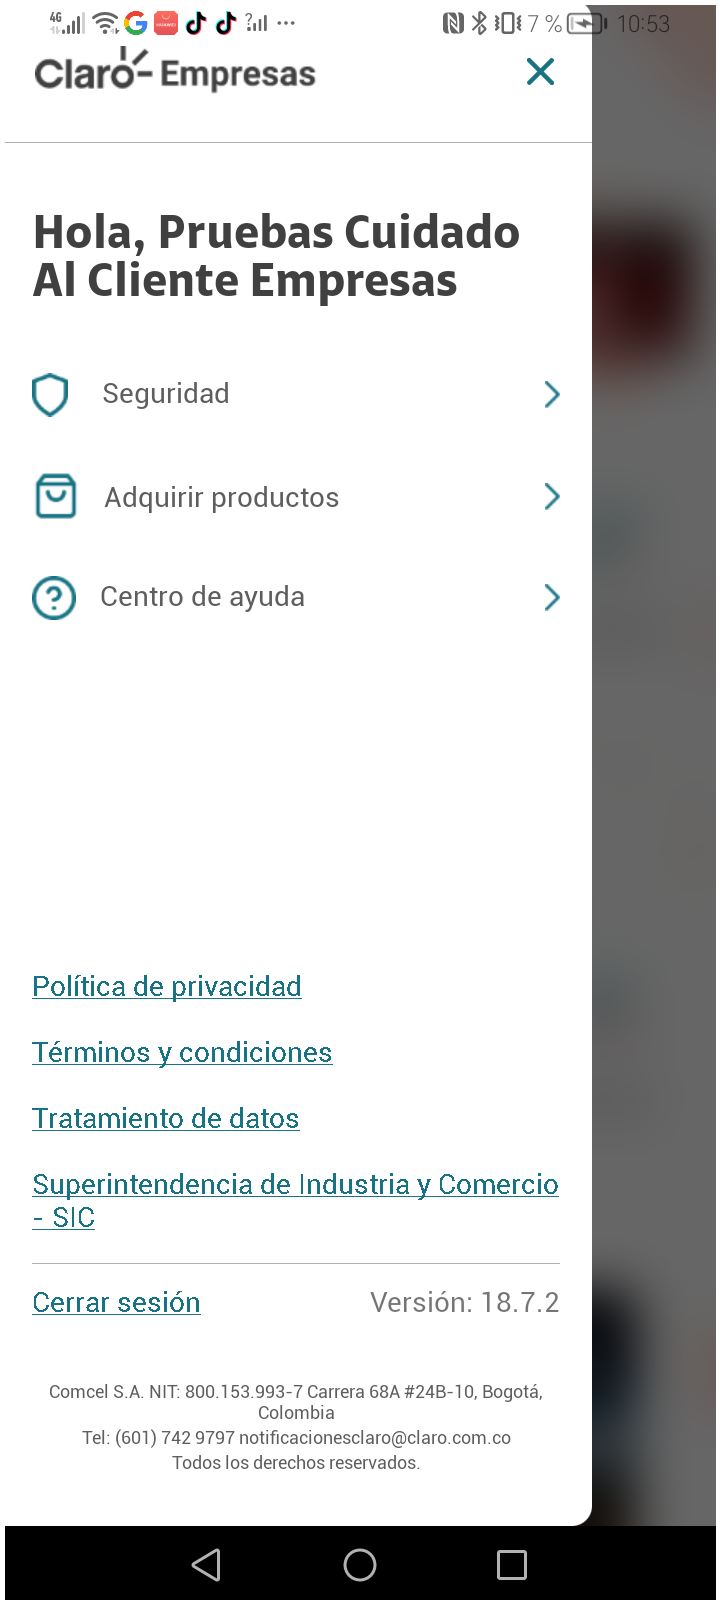 4G ? 7 % 10:53
Claro- Empresas
Hola, Pruebas Cuidado
Al Cliente Empresas
Seguridad
Adquirir productos
Centro de ayuda
Política de privacidad
Términos y condiciones
Tratamiento de datos
Superintendencia de Industria y Comercio
- SIC
Cerrar sesión Versión: 18.7.2
Comcel S.A. NIT: 800.153.993-7 Carrera 68A #24B-10, Bogotá,
Colombia
Tel: (601) 742 9797 notificacionesclaro@claro.com.co
Todos los derechos reservados.